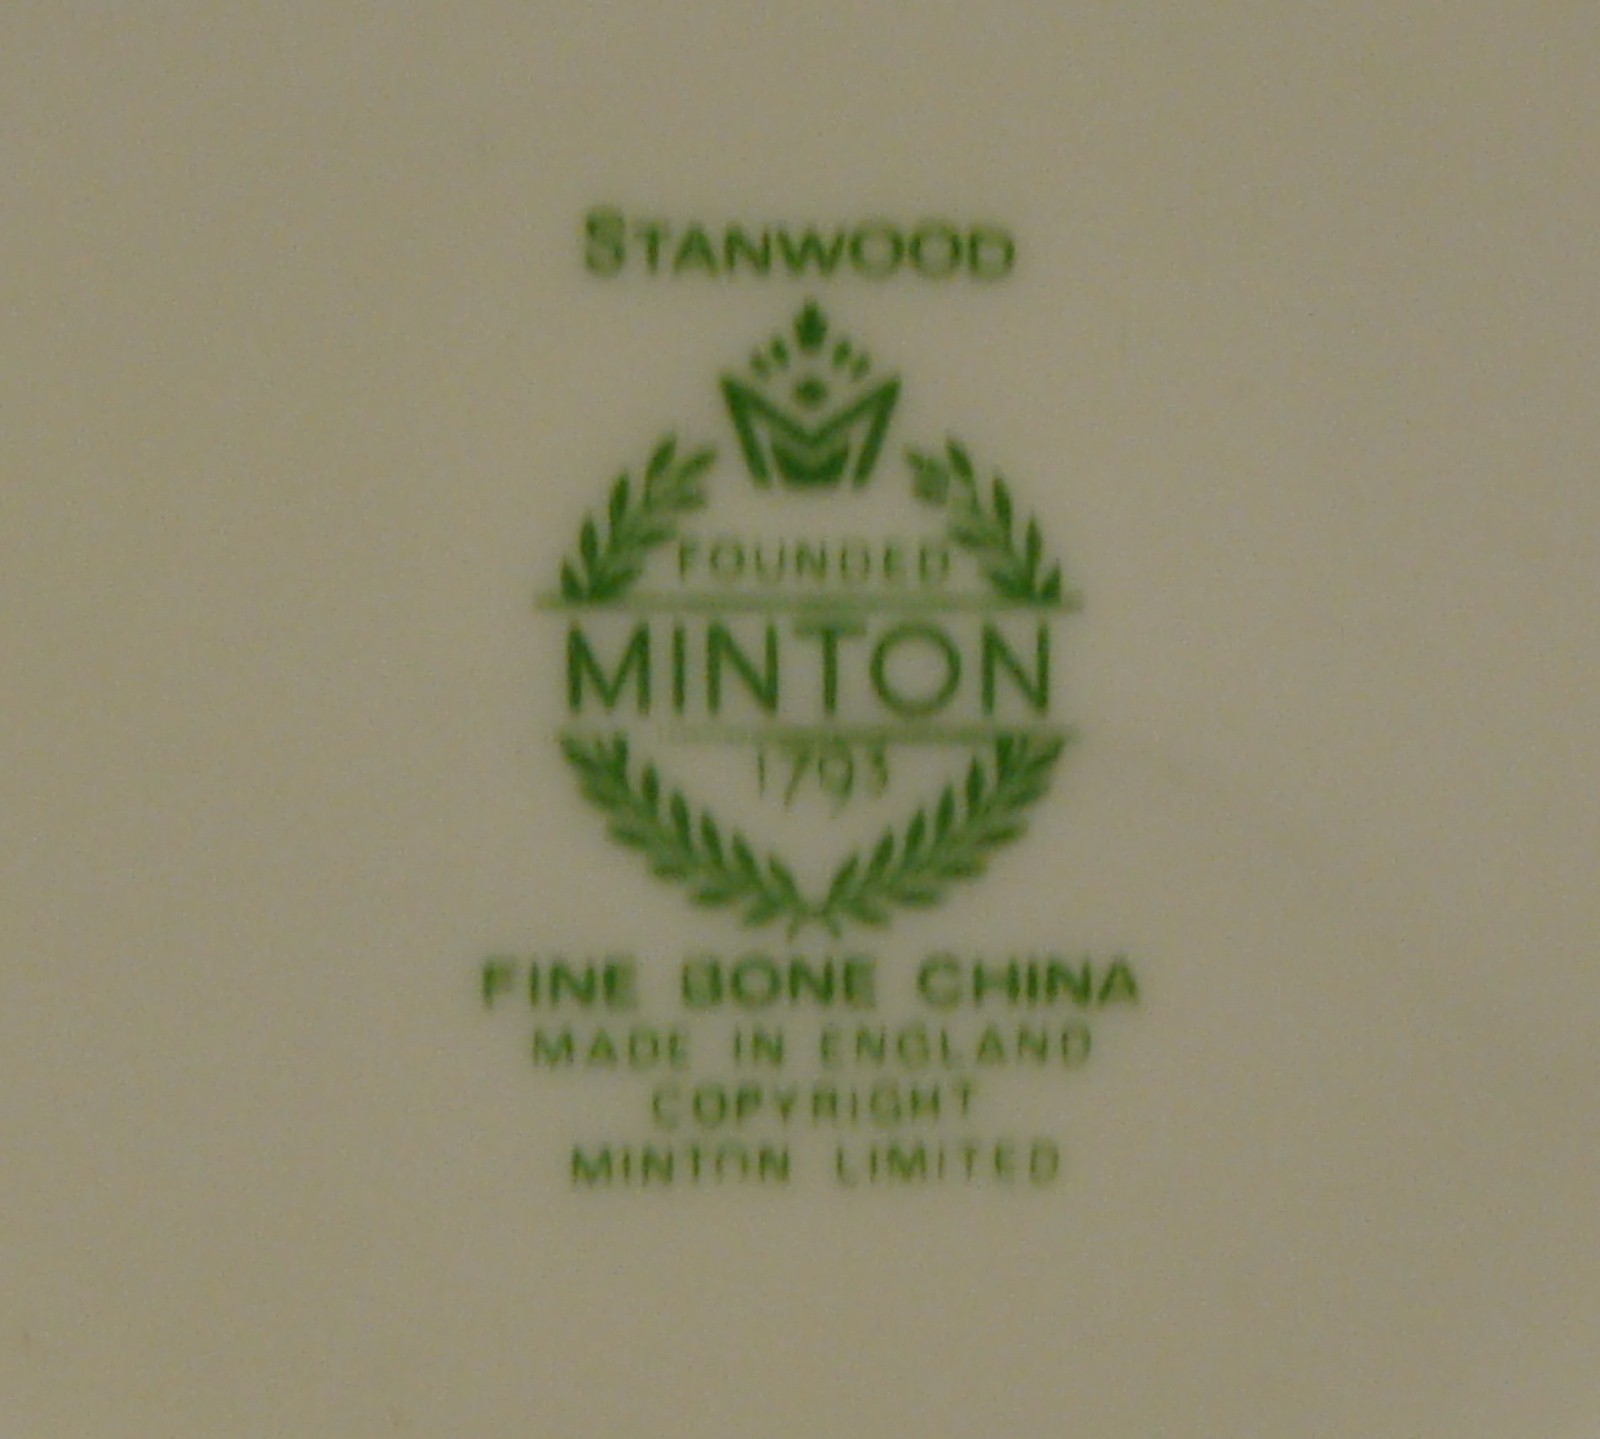 STANWOOD
FOUNDED
MINTON
1793
FINE BONE CHINA
MADE IN ENGLAND
COPYRIGHT
MINTON LIMITED